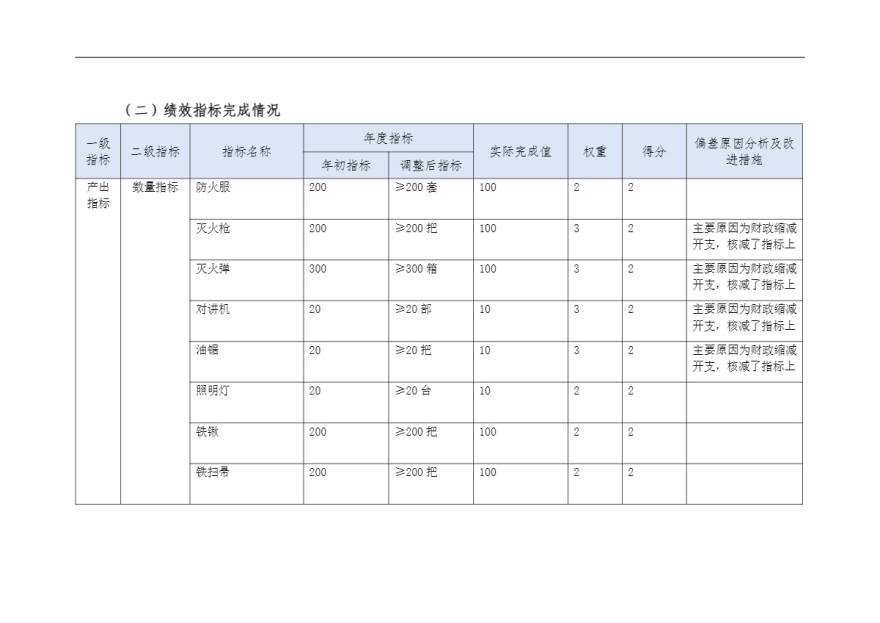 （二）绩效指标完成情况
一级
指标
二级指标
指标名称
年度指标
年初指标
调整后指标
实际完成值
权重
得分
偏差原因分析及改
进措施
产出
指标
数量指标
防火服
200
≥200 套
100
2
2
灭火枪
200
≥200 把
100
3
2
主要原因为财政缩减
开支，核减了指标上
灭火弹
300
≥300 箱
100
3
2
主要原因为财政缩减
开支，核减了指标上
对讲机
20
≥20 部
10
3
2
主要原因为财政缩减
开支，核减了指标上
油锯
20
≥20 把
10
3
2
主要原因为财政缩减
开支，核减了指标上
照明灯
20
≥20 台
10
2
2
铁锹
200
≥200 把
100
2
2
铁扫帚
200
≥200 把
100
2
2